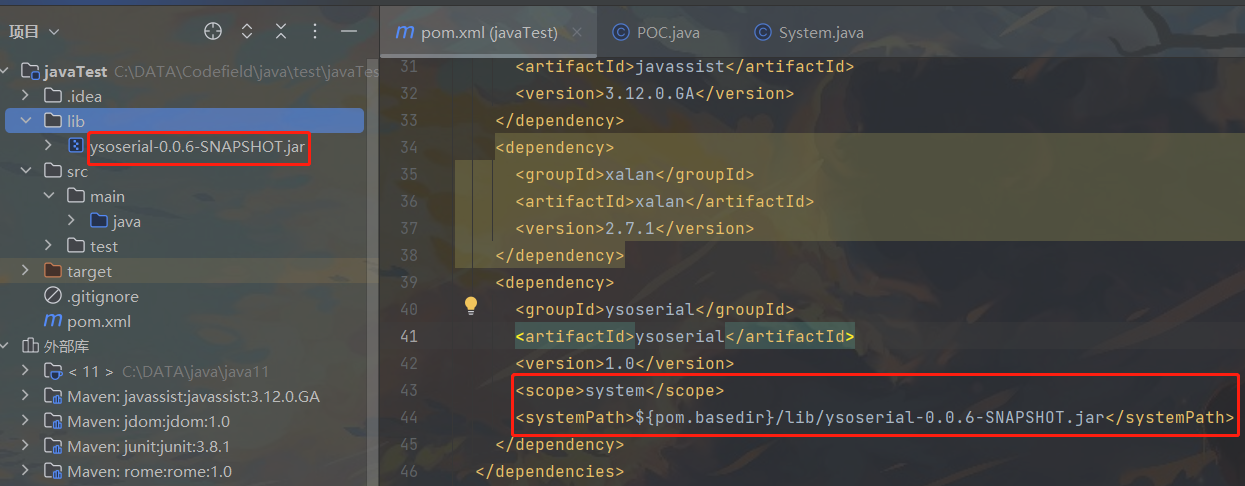 项目
javaTest C:\DATA\Codefield\java\test\javaTes
.idea
lib
ysoserial-0.0.6-SNAPSHOT.jar
src
main
java
test
target
.gitignore
m pom.xml
外部库
< 11 > C:\DATA\java\java11
Maven: javassist:javassist:3.12.0.GA
Maven: jdom:jdom:1.0
Maven: junit:junit:3.8.1
Maven: rome:rome:1.0
m pom.xml (javaTest) C POC.java C System.java
31 <artifactId>javassist</artifactId>
32 <version>3.12.0.GA</version>
33 </dependency>
34 <dependency>
35 <groupId>xalan</groupId>
36 <artifactId>xalan</artifactId>
37 <version>2.7.1</version>
38 </dependency>
39 <dependency>
40 <groupId>ysoserial</groupId>
41 <artifactId>ysoserial</artifactId>
42 <version>1.0</version>
43 <scope>system</scope>
44 <systemPath>${pom.basedir}/lib/ysoserial-0.0.6-SNAPSHOT.jar</systemPath>
45 </dependency>
46 </dependencies>